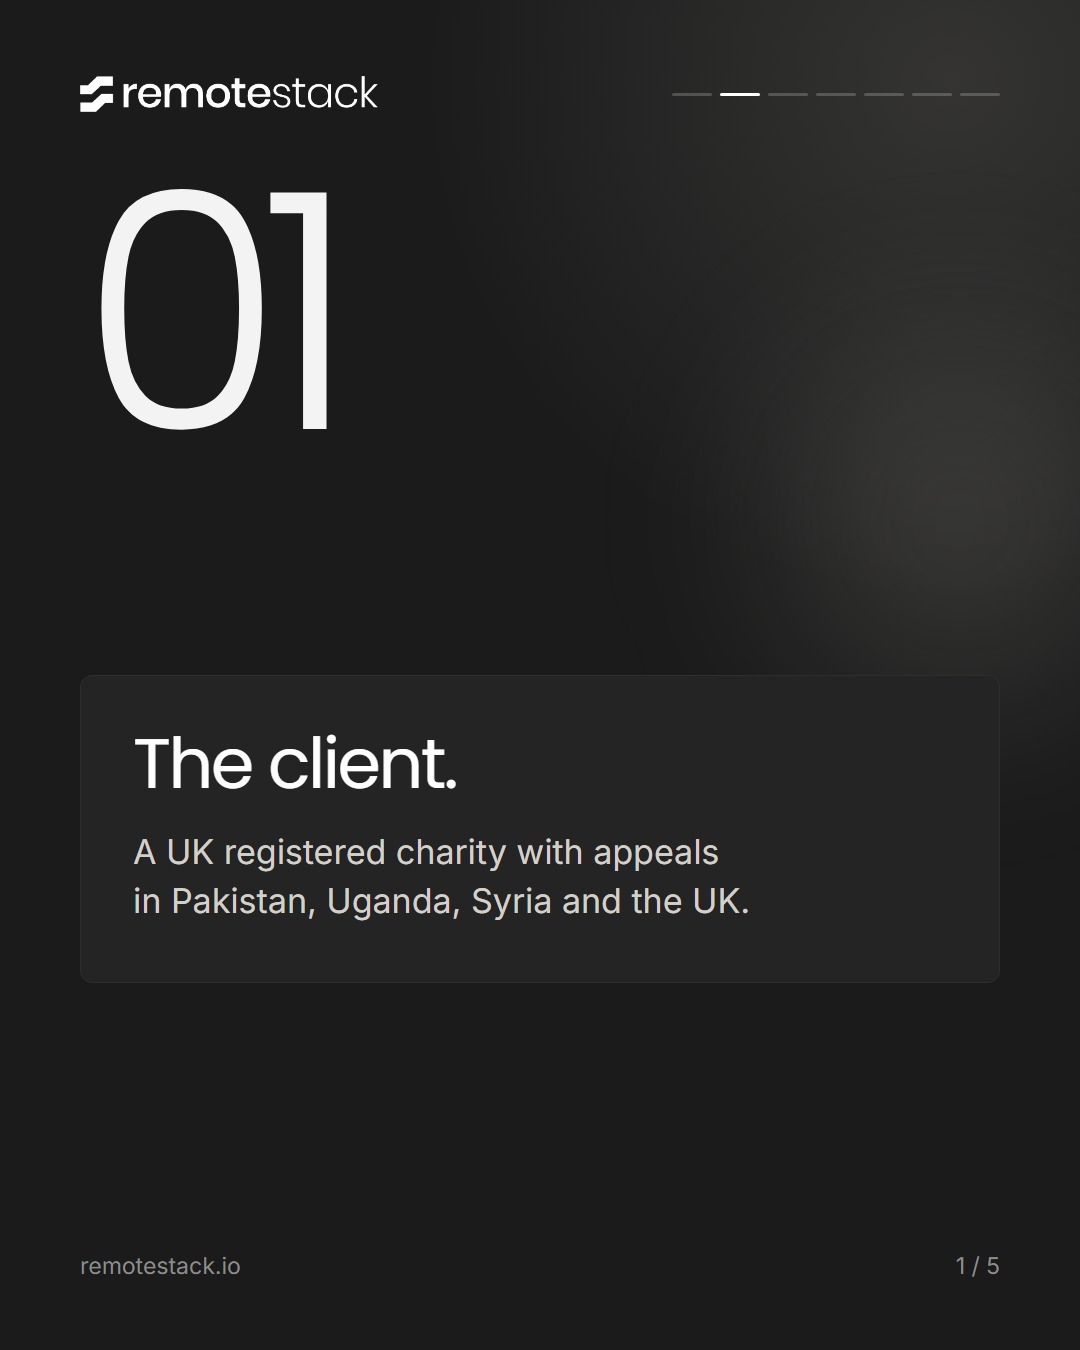 remotestack
01
The client.
A UK registered charity with appeals
in Pakistan, Uganda, Syria and the UK.
remotestack.io
1 / 5